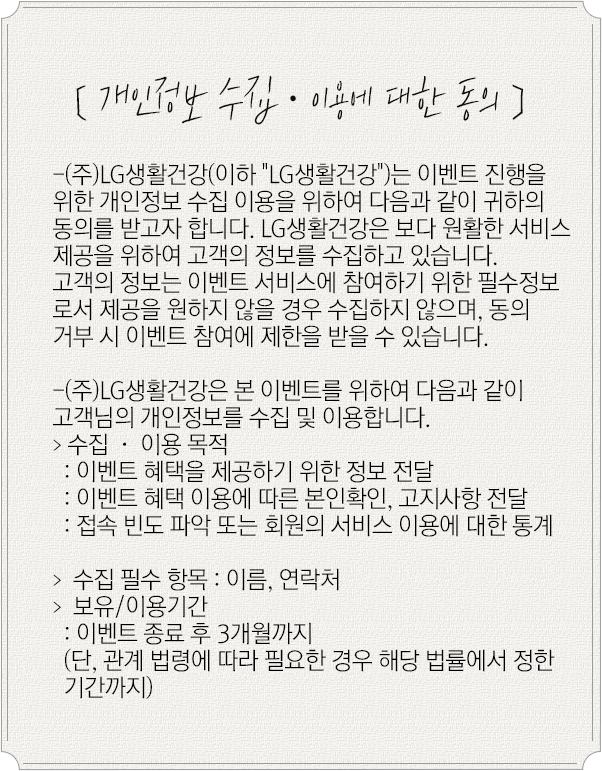 [ 개인정보 수집 · 이용에 대한 동의 ]
-(주)LG생활건강(이하 "LG생활건강")는 이벤트 진행을
위한 개인정보 수집 이용을 위하여 다음과 같이 귀하의
동의를 받고자 합니다. LG생활건강은 보다 원활한 서비스
제공을 위하여 고객의 정보를 수집하고 있습니다.
고객의 정보는 이벤트 서비스에 참여하기 위한 필수정보
로서 제공을 원하지 않을 경우 수집하지 않으며, 동의
거부 시 이벤트 참여에 제한을 받을 수 있습니다.
-(주)LG생활건강은 본 이벤트를 위하여 다음과 같이
고객님의 개인정보를 수집 및 이용합니다.
> 수집 · 이용 목적
: 이벤트 혜택을 제공하기 위한 정보 전달
: 이벤트 혜택 이용에 따른 본인확인, 고지사항 전달
: 접속 빈도 파악 또는 회원의 서비스 이용에 대한 통계
> 수집 필수 항목 : 이름, 연락처
> 보유/이용기간
: 이벤트 종료 후 3개월까지
(단, 관계 법령에 따라 필요한 경우 해당 법률에서 정한
기간까지)